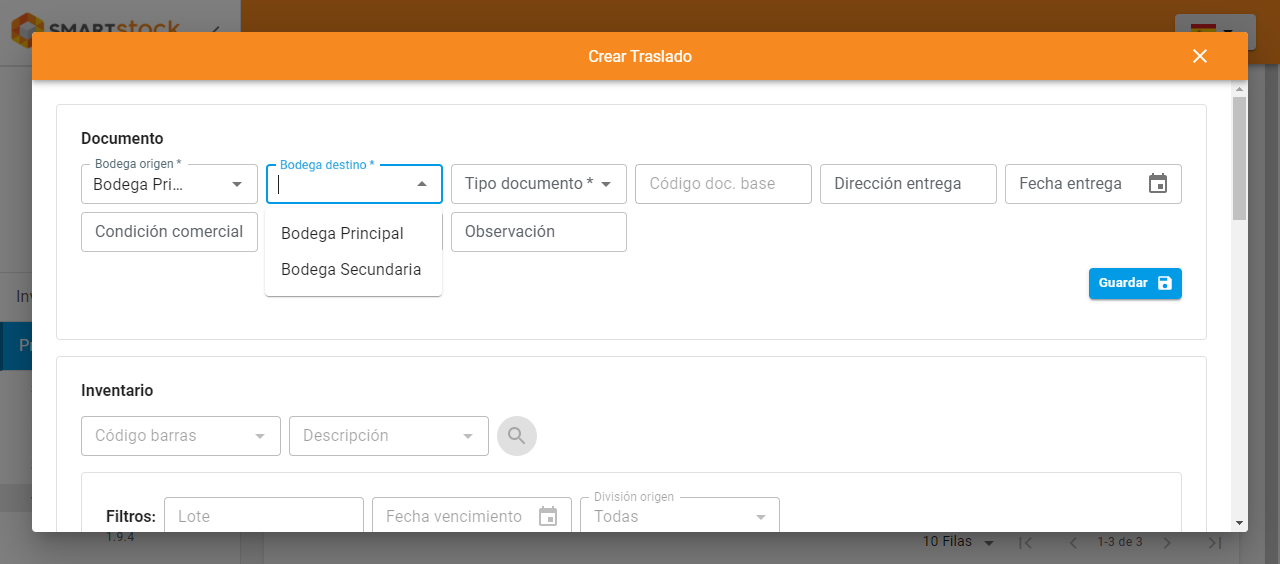 SMARTstock
Crear Traslado
Documento
Bodega origen *
Bodega Pri...
Bodega destino *
Tipo documento *
Código doc. base
Dirección entrega
Fecha entrega
Condición comercial
Bodega Principal
Bodega Secundaria
Observación
Guardar
Inventario
Código barras
Descripción
Filtros:
Lote
Fecha vencimiento
División origen
Todas
1.9.4
10 Filas
1-3 de 3